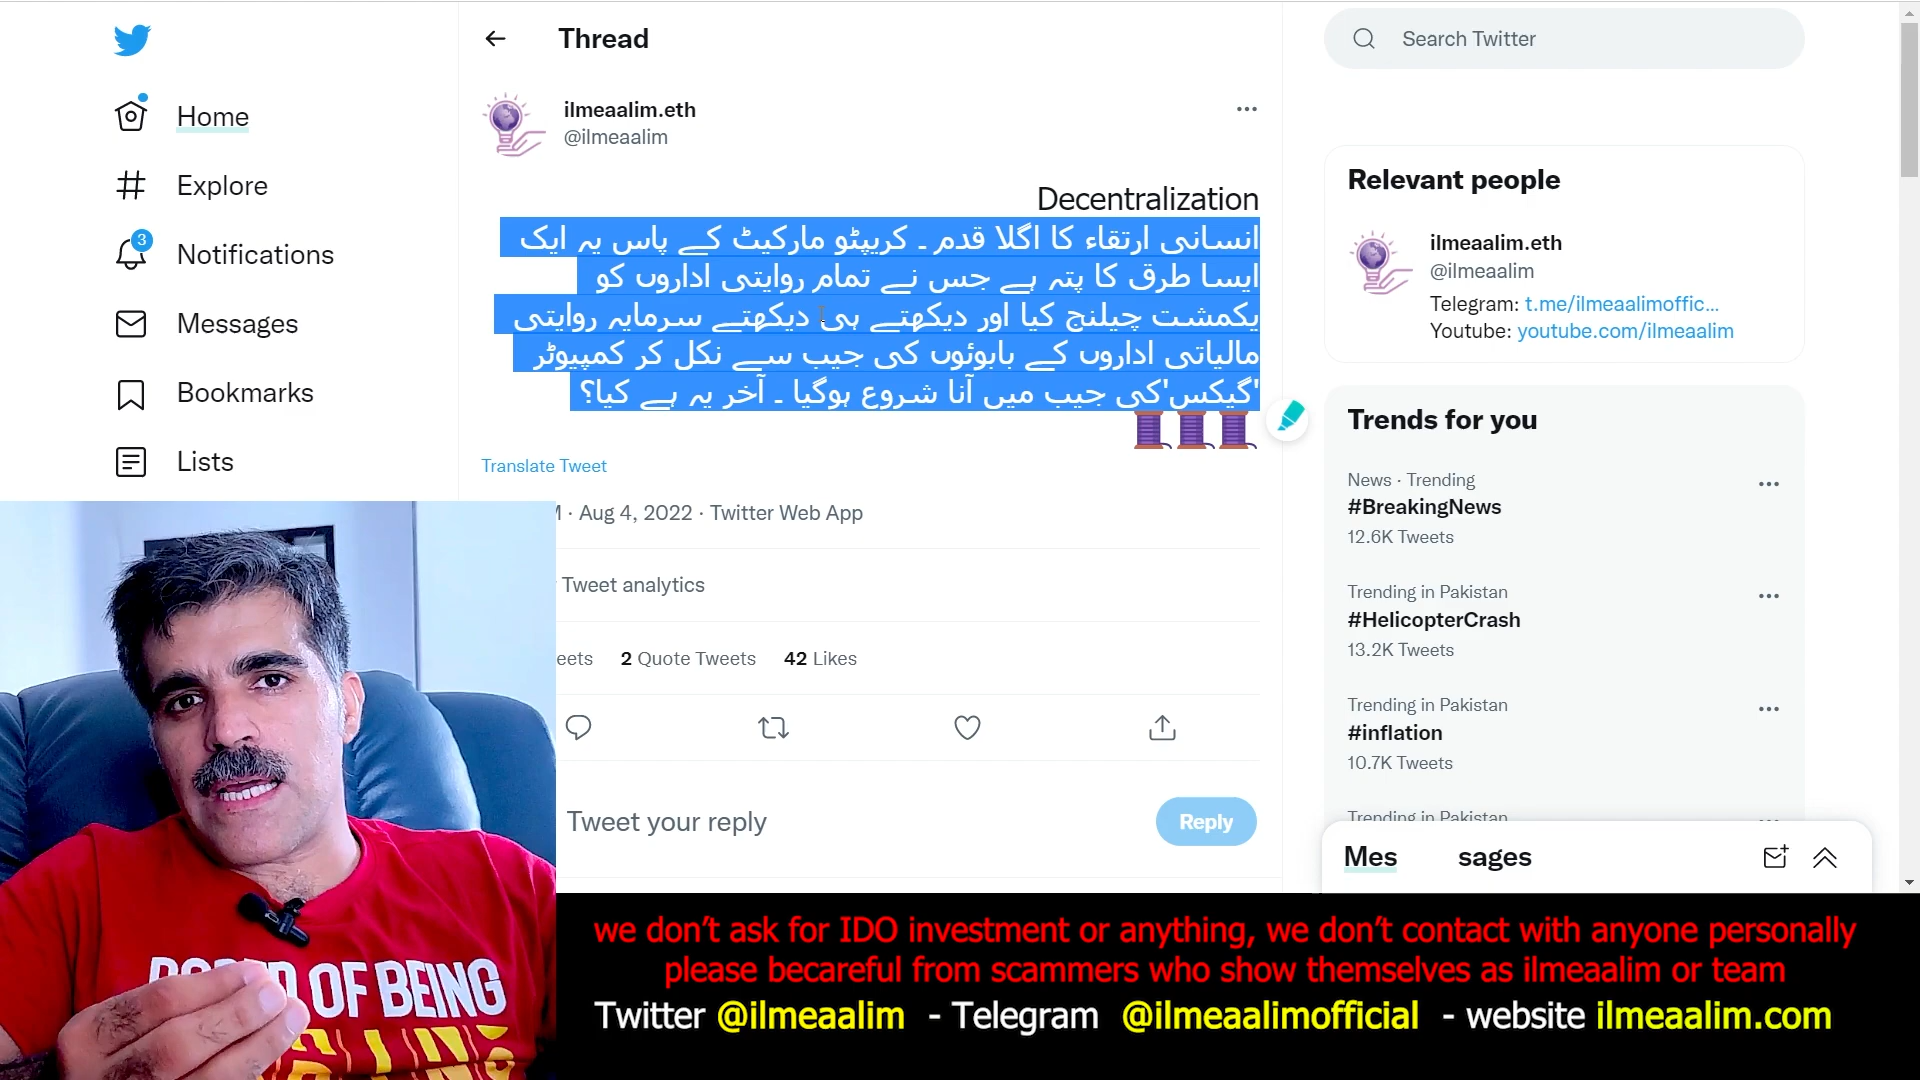 Home
Explore
3
Notifications
Messages
Bookmarks
Lists
Thread
ilmeaalim.eth
@ilmeaalim
Decentralization
انسانی ارتقاء کا اگلا قدم ۔ کریپٹو مارکیٹ کے پاس یہ ایک
ایسا طرق کا پتہ ہے جس نے تمام روایتی اداروں کو
یکمشت چیلنج کیا اور دیکھتے ہی دیکھتے سرمایہ روایتی
مالیاتی اداروں کے بابوئوں کی جیب سے نکل کر کمپیوٹر
'گیکس'کی جیب میں آنا شروع ہوگیا ۔ آخر یہ ہے کیا؟
Translate Tweet
· Aug 4, 2022 · Twitter Web App
Tweet analytics
2 Quote Tweets 42 Likes
Tweet your reply
Reply
Search Twitter
Relevant people
ilmeaalim.eth
@ilmeaalim
Telegram: t.me/ilmeaalimoffic...
Youtube: youtube.com/ilmeaalim
Trends for you
News · Trending
#BreakingNews
12.6K Tweets
Trending in Pakistan
#HelicopterCrash
13.2K Tweets
Trending in Pakistan
#inflation
10.7K Tweets
Trending in Pakistan
Mes sages
OF BEING
we don't ask for IDO investment or anything, we don't contact with anyone personally
please becareful from scammers who show themselves as ilmeaalim or team
Twitter @ilmeaalim - Telegram @ilmeaalimofficial - website ilmeaalim.com